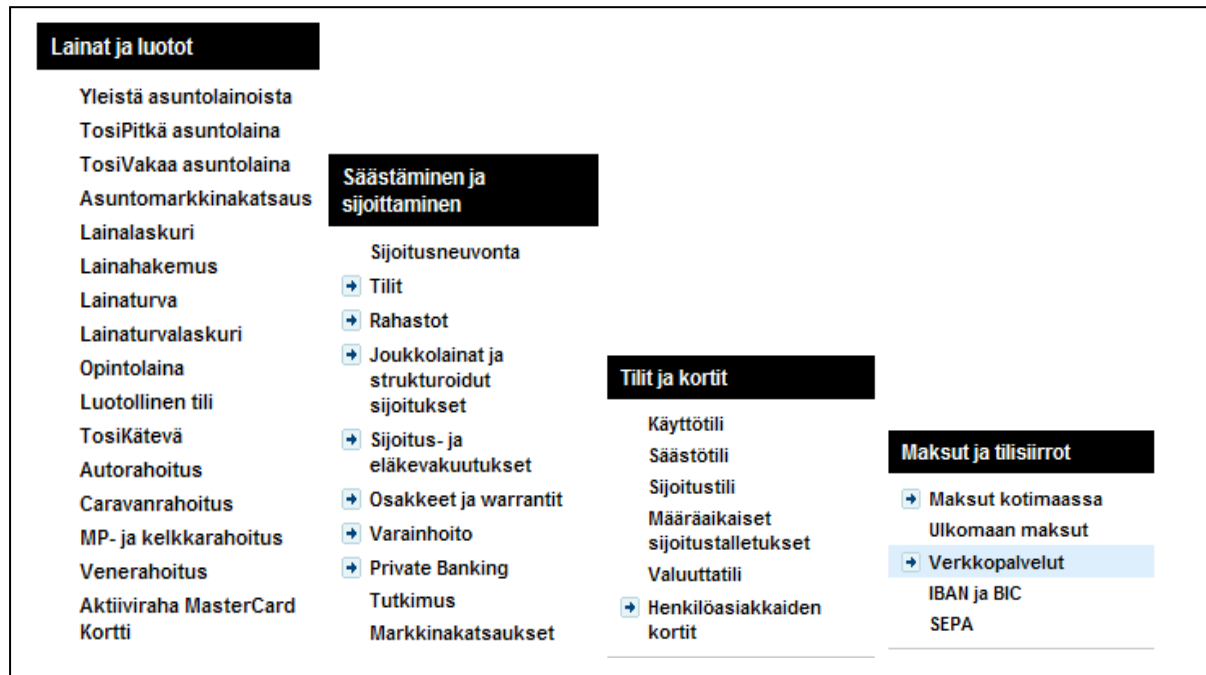 Lainat ja luotot
Yleistä asuntolainoista
TosiPitkä asuntolaina
TosiVakaa asuntolaina
Asuntomarkkinakatsaus
Lainalaskuri
Lainahakemus
Lainaturva
Lainaturvalaskuri
Opintolaina
Luotollinen tili
TosiKätevä
Autorahoitus
Caravanrahoitus
MP- ja kelkkarahoitus
Venerahoitus
Aktiiviraha MasterCard
Kortti
Säästäminen ja
sijoittaminen
Sijoitusneuvonta
Tilit
Rahastot
Joukkolainat ja
strukturoidut
sijoitukset
Sijoitus- ja
eläkevakuutukset
Osakkeet ja warrantit
Varainhoito
Private Banking
Tutkimus
Markkinakatsaukset
Tilit ja kortit
Käyttötili
Säästötili
Sijoitustili
Määräaikaiset
sijoitustalletukset
Valuuttatili
Henkilöasiakkaiden
kortit
Maksut ja tilisiirrot
Maksut kotimaassa
Ulkomaan maksut
Verkkopalvelut
IBAN ja BIC
SEPA